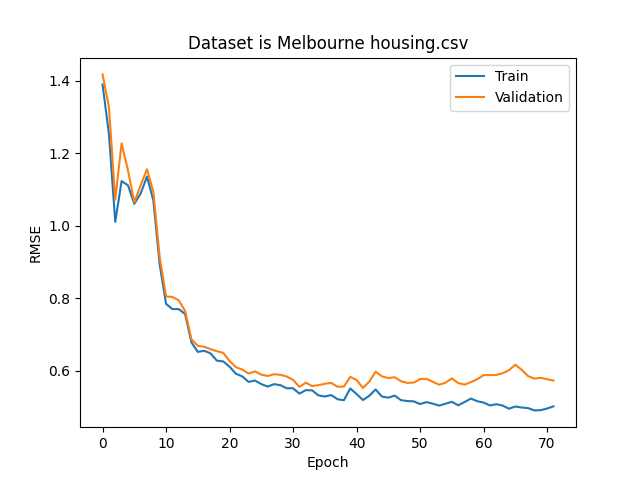 Dataset is Melbourne housing.csv
Train
Validation
1.4
1.2
1.0
0.8
0.6
RMSE
0 10 20 30 40 50 60 70
Epoch